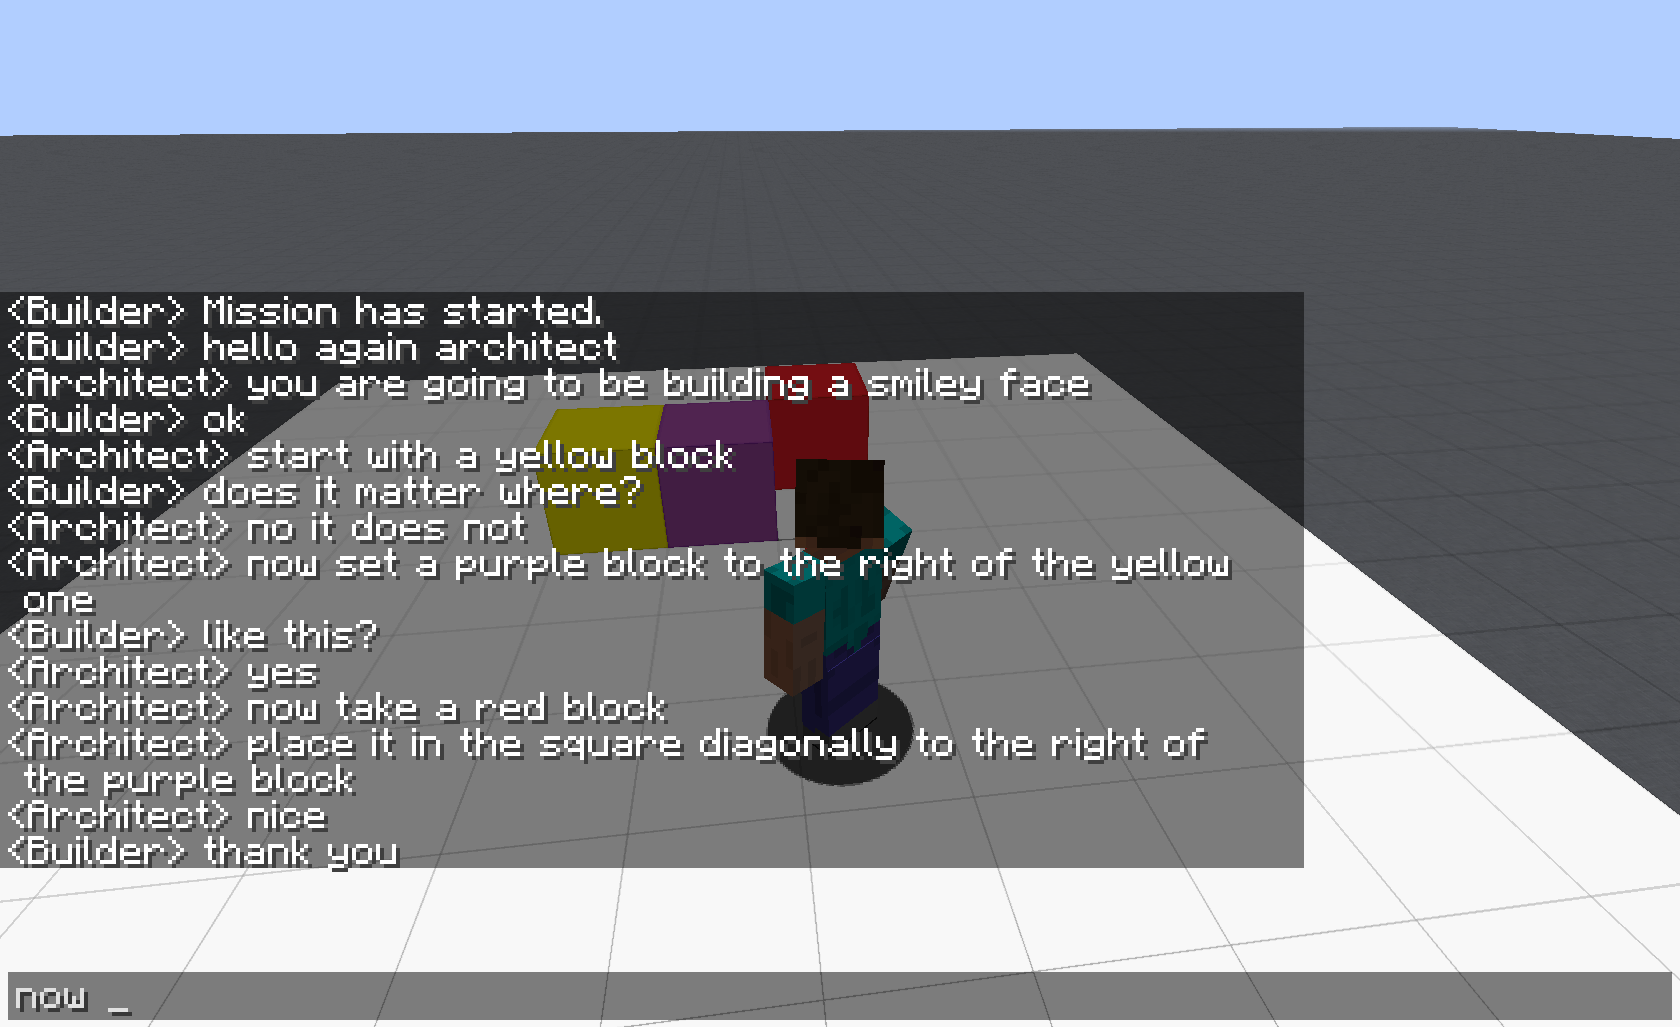 <Builder> Mission has started.
<Builder> hello again architect
<Architect> you are going to be building a smiley face
<Builder> ok
<Architect> start with a yellow block
<Builder> does it matter where?
<Architect> no it does not
<Architect> now set a purple block to the right of the yellow
one
<Builder> like this?
<Architect> yes
<Architect> now take a red block
<Architect> place it in the square diagonally to the right of
the purple block
<Architect> nice
<Builder> thank you
now _